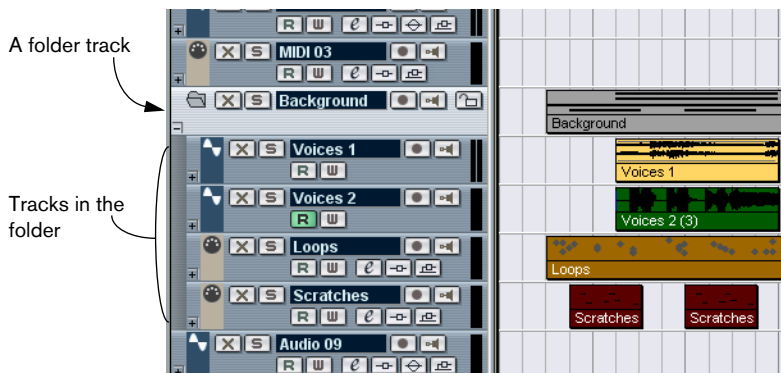 R W e
A folder track
X S MIDI 03
R W e
X S Background
Background
X S Voices 1
R W
Voices 1
Tracks in the
folder
X S Voices 2
R W
Voices 2 (3)
X S Loops
R W e
Loops
X S Scratches
R W e
Scratches Scratches
X S Audio 09
R W e